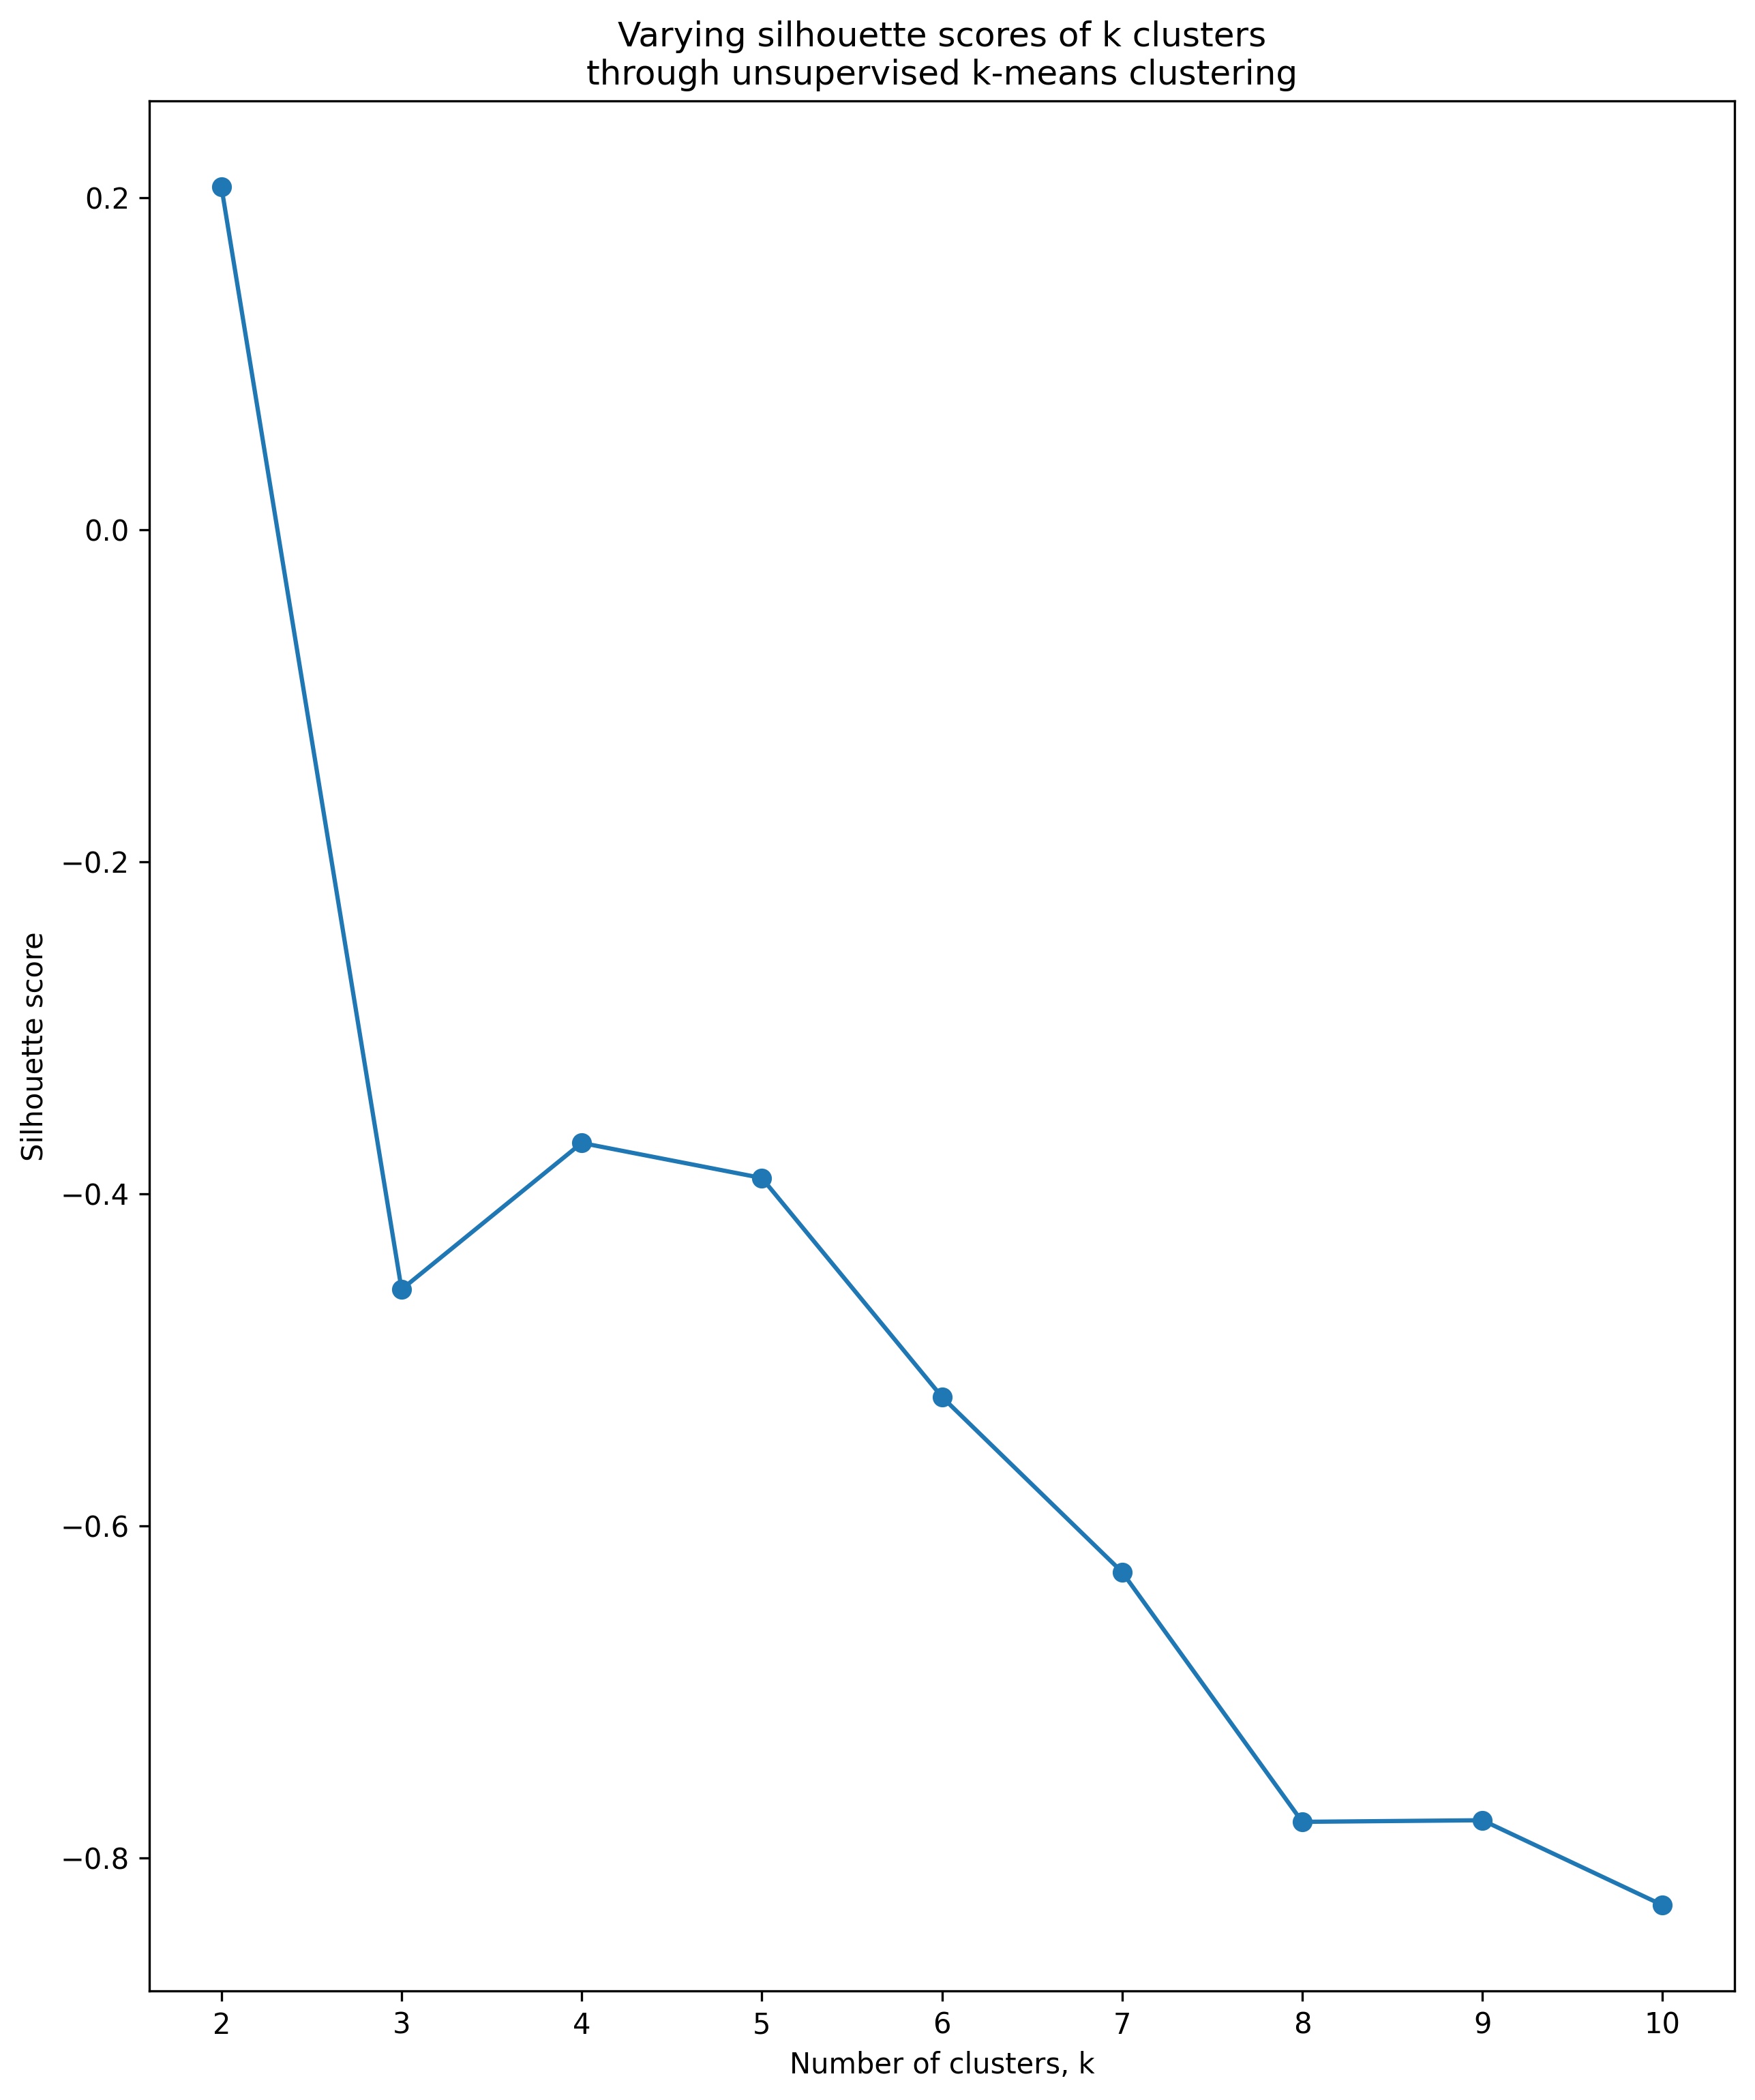 Varying silhouette scores of k clusters
through unsupervised k-means clustering
Silhouette score
0.2
0.0
−0.2
−0.4
−0.6
−0.8
2 3 4 5 6 7 8 9 10
Number of clusters, k